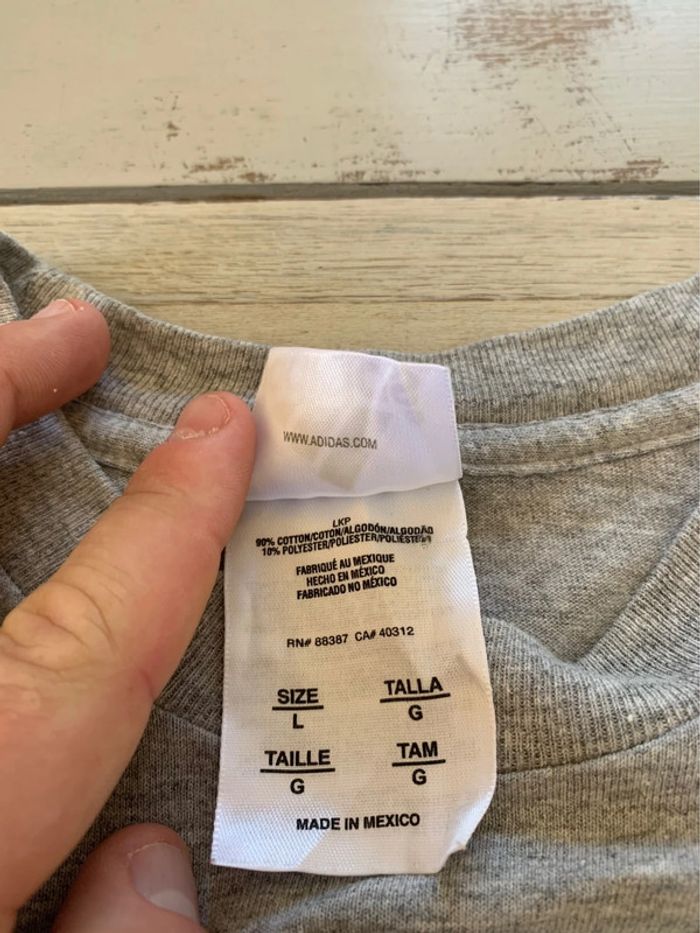 WWW.ADIDAS.COM
LKP
90% COTTON/COTON/ALGODÓN/ALGODÃO
10% POLYESTER/POLIESTER/POLIÉSTER
FABRIQUÉ AU MEXIQUE
HECHO EN MÉXICO
FABRICADO NO MÉXICO
RN# 88387 CA# 40312
SIZE TALLA
L G
TAILLE TAM
G G
MADE IN MEXICO